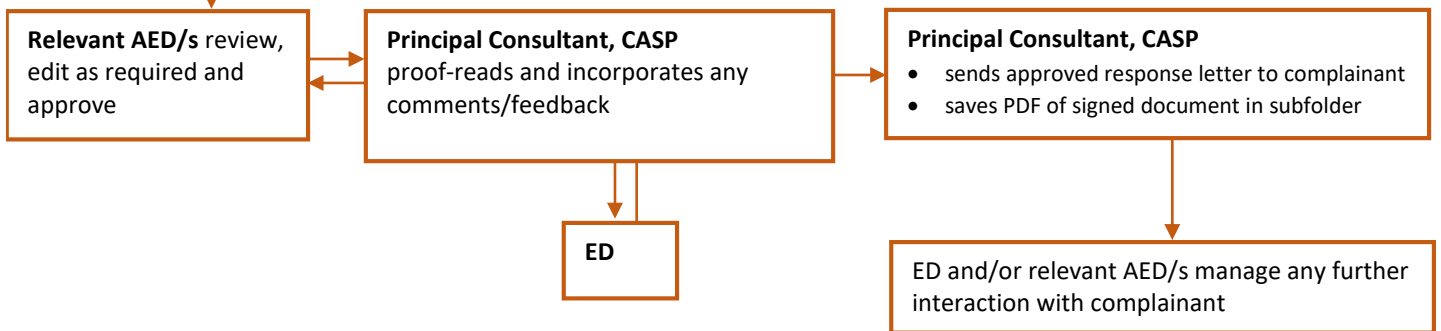 Relevant AED/s review,
edit as required and
approve
Principal Consultant, CASP
proof-reads and incorporates any
comments/feedback
Principal Consultant, CASP
• sends approved response letter to complainant
• saves PDF of signed document in subfolder
ED
ED and/or relevant AED/s manage any further
interaction with complainant